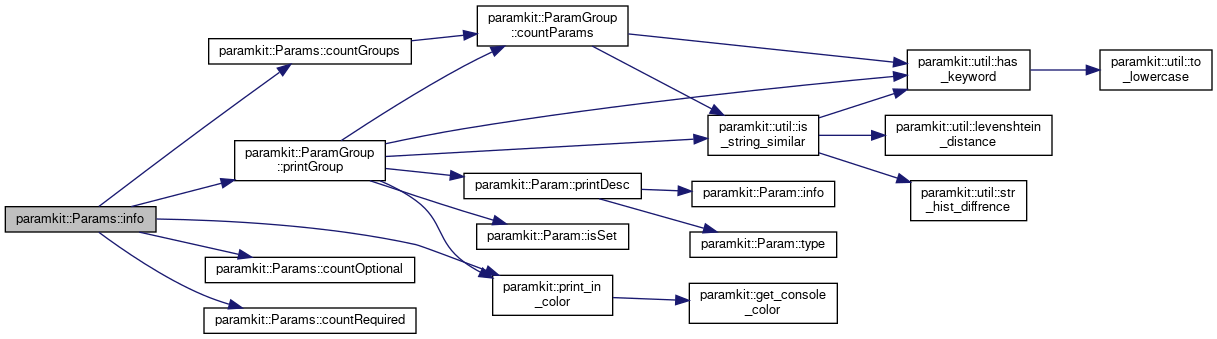 paramkit::Params::info
paramkit::Params::countGroups
paramkit::ParamGroup
::printGroup
paramkit::Params::countOptional
paramkit::Params::countRequired
paramkit::ParamGroup
::countParams
paramkit::Param::printDesc
paramkit::Param::isSet
paramkit::print_in
_color
paramkit::util::is
_string_similar
paramkit::Param::info
paramkit::Param::type
paramkit::get_console
_color
paramkit::util::has
_keyword
paramkit::util::levenshtein
_distance
paramkit::util::str
_hist_diffrence
paramkit::util::to
_lowercase